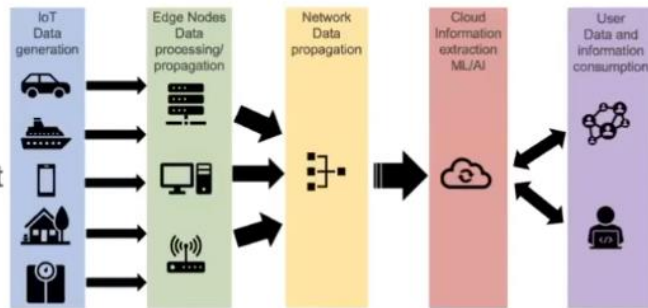 IoT
Data
generation
Edge Nodes
Data
processing/
propagation
Network
Data
propagation
Cloud
Information
extraction
ML/AI
User
Data and
information
consumption
t